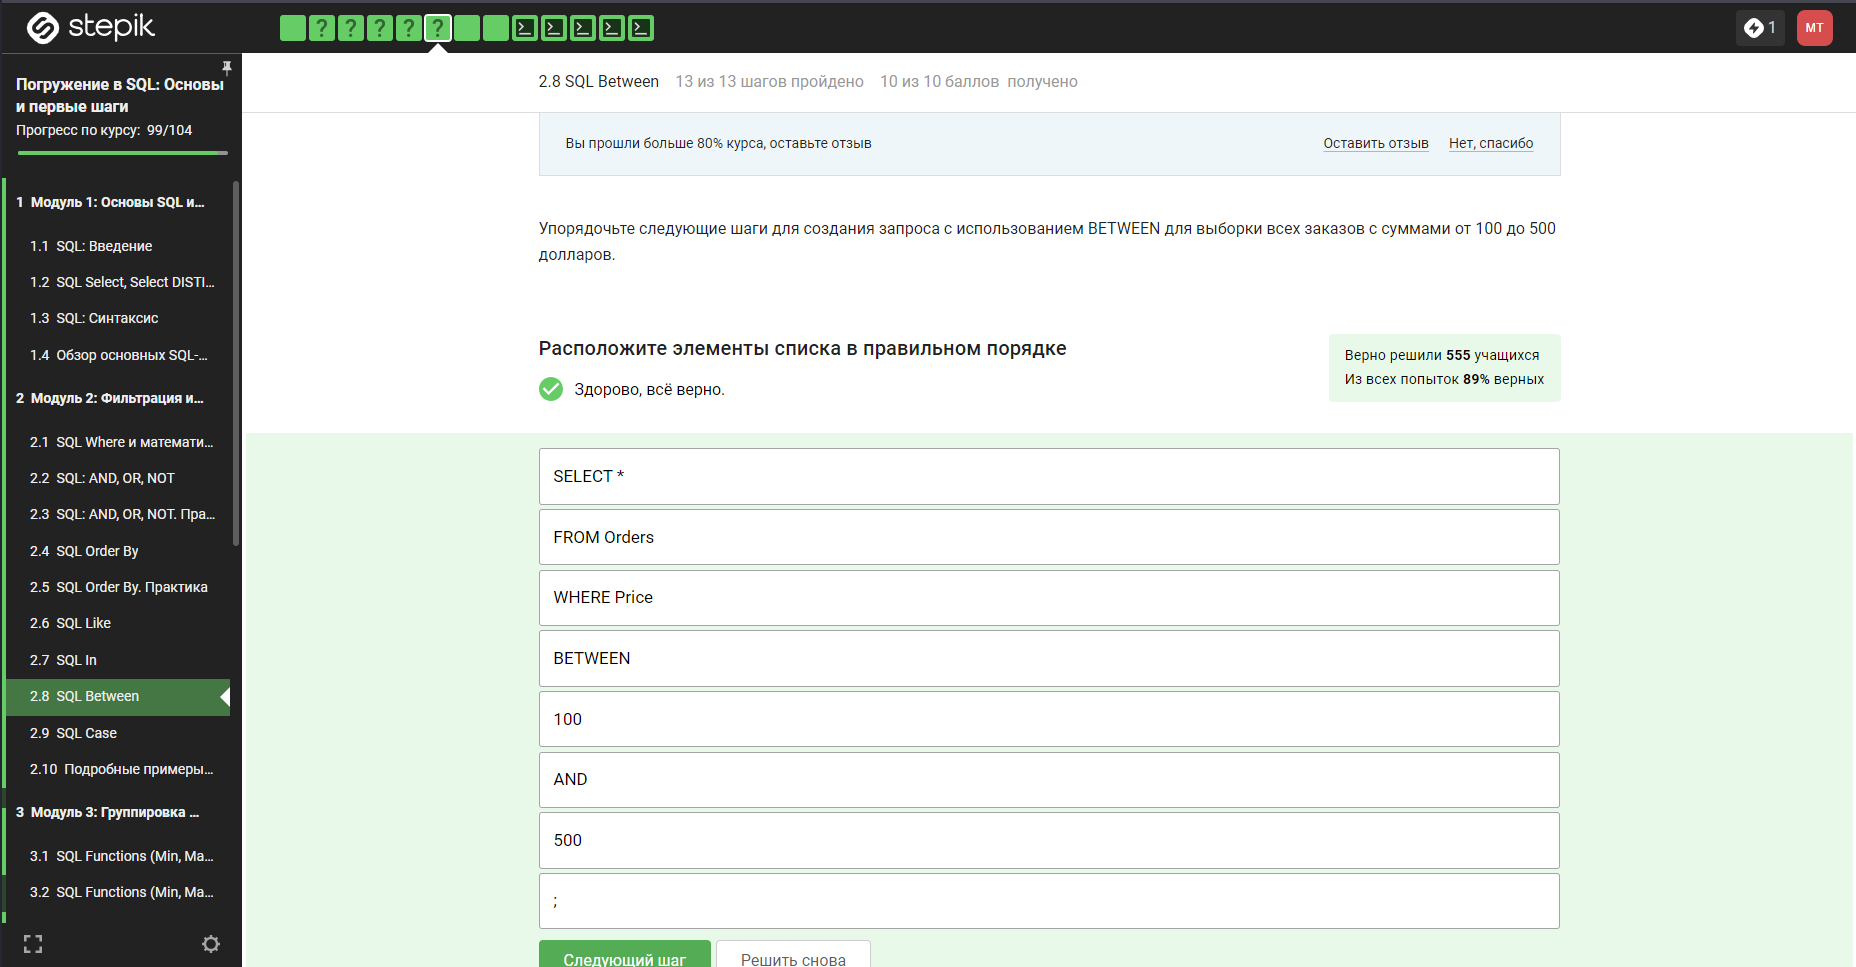 stepik
? ? ? ? ?
1
MT
Погружение в SQL: Основы
и первые шаги
Прогресс по курсу: 99/104
1 Модуль 1: Основы SQL и...
1.1 SQL: Введение
1.2 SQL Select, Select DISTI...
1.3 SQL: Синтаксис
1.4 Обзор основных SQL-...
2 Модуль 2: Фильтрация и...
2.1 SQL Where и математи...
2.2 SQL: AND, OR, NOT
2.3 SQL: AND, OR, NOT. Пра...
2.4 SQL Order By
2.5 SQL Order By. Практика
2.6 SQL Like
2.7 SQL In
2.8 SQL Between
2.9 SQL Case
2.10 Подробные примеры...
3 Модуль 3: Группировка ...
3.1 SQL Functions (Min, Ma...
3.2 SQL Functions (Min, Ma...
2.8 SQL Between 13 из 13 шагов пройдено 10 из 10 баллов получено
Вы прошли больше 80% курса, оставьте отзыв
Оставить отзыв Нет, спасибо
Упорядочьте следующие шаги для создания запроса с использованием BETWEEN для выборки всех заказов с суммами от 100 до 500
долларов.
Расположите элементы списка в правильном порядке
Здорово, всё верно.
Верно решили 555 учащихся
Из всех попыток 89% верных
SELECT *
FROM Orders
WHERE Price
BETWEEN
100
AND
500
;
Следующий шаг Решить снова